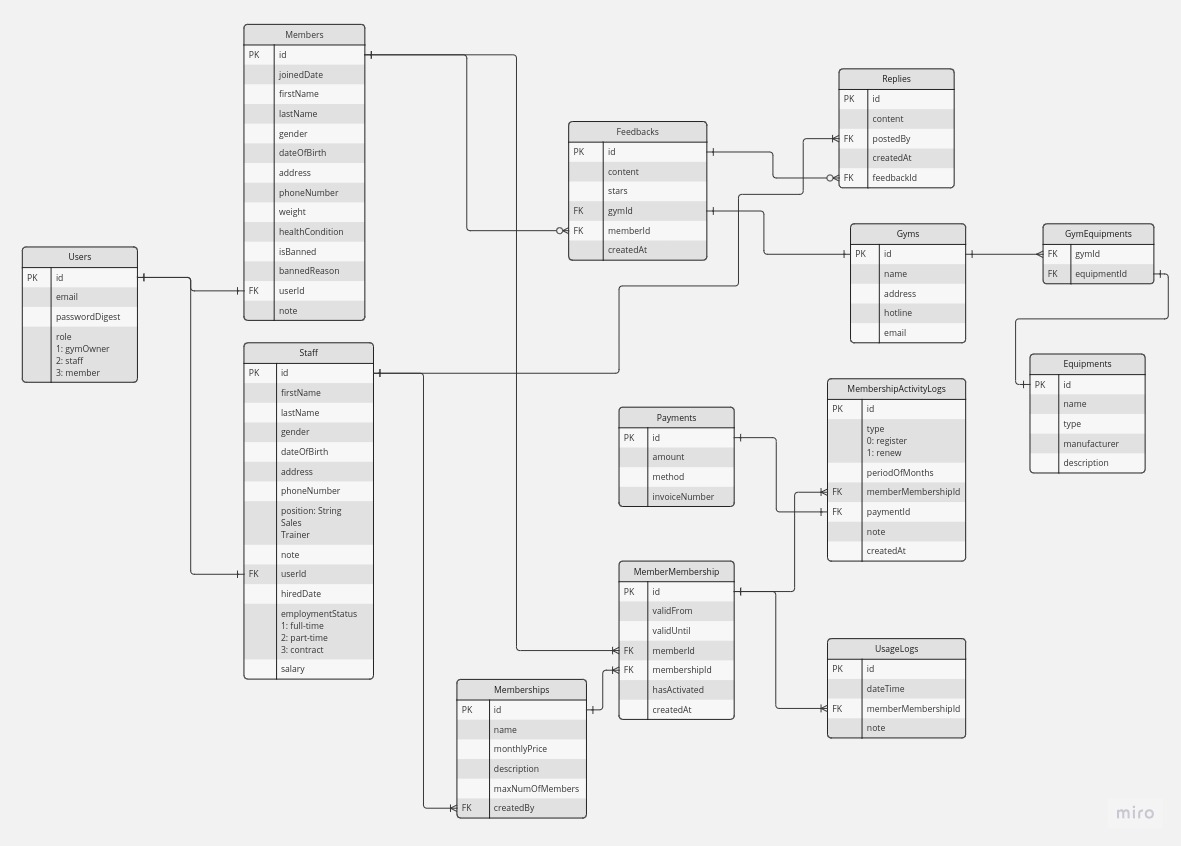 Members
PK id
joinedDate
firstName
lastName
gender
dateOfBirth
address
phoneNumber
weight
healthCondition
isBanned
bannedReason
FK userId
note
Users
PK id
email
passwordDigest
role
1: gymOwner
2: staff
3: member
Staff
PK id
firstName
lastName
gender
dateOfBirth
address
phoneNumber
position: String
Sales
Trainer
note
FK userId
hiredDate
employmentStatus
1: full-time
2: part-time
3: contract
salary
Feedbacks
PK id
content
stars
FK gymId
FK memberId
createdAt
Replies
PK id
content
FK postedBy
createdAt
FK feedbackId
Gyms
PK id
name
address
hotline
email
GymEquipments
FK gymId
FK equipmentId
Equipments
PK id
name
type
manufacturer
description
Payments
PK id
amount
method
invoiceNumber
MembershipActivityLogs
PK id
type
0: register
1: renew
periodOfMonths
FK memberMembershipId
FK paymentId
note
createdAt
MemberMembership
PK id
validFrom
validUntil
FK memberId
FK membershipId
hasActivated
createdAt
UsageLogs
PK id
dateTime
FK memberMembershipId
note
Memberships
PK id
name
monthlyPrice
description
maxNumOfMembers
FK createdBy
miro